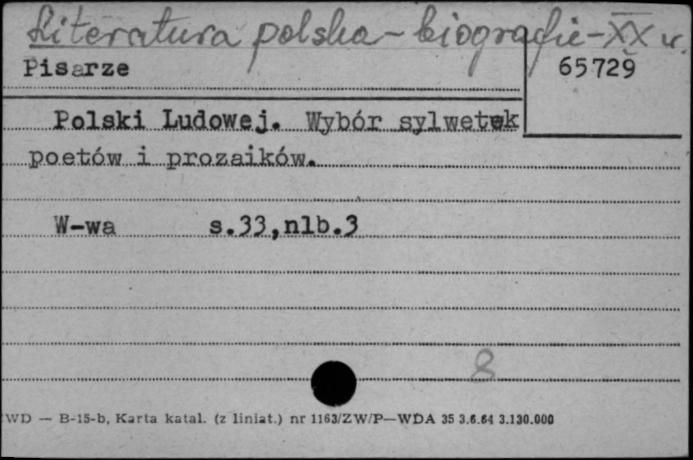 Literatura polska - biografie - XX w.
Pisarze
65729
Polski Ludowej. Wybór sylwetek
poetów i prozaików.
W-wa s.33,nlb.3
8
WD — B-15-b, Karta katal. (z liniat.) nr 1163/ZW/P—WDA 35 3.6.64 3.130.000